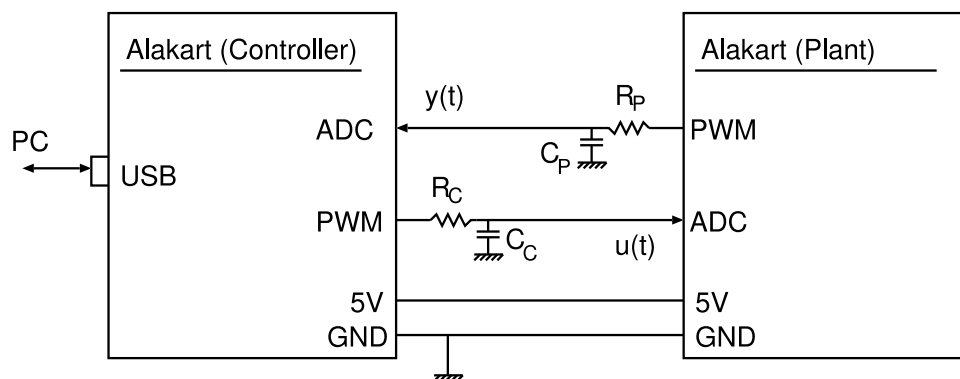 Alakart (Controller)
Alakart (Plant)
y(t)
R_P
ADC
PWM
PC
C_P
USB
R_C
PWM
ADC
C_C
u(t)
5V
5V
GND
GND